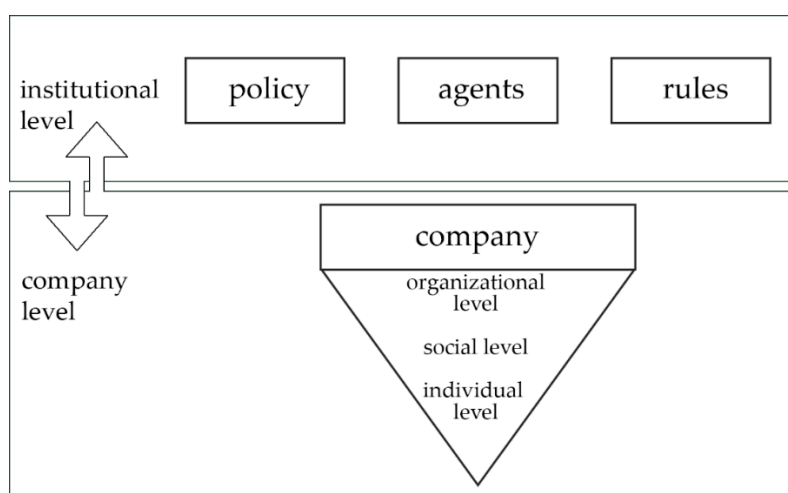 institutional
level
policy
agents
rules
company
level
company
organizational
level
social level
individual
level